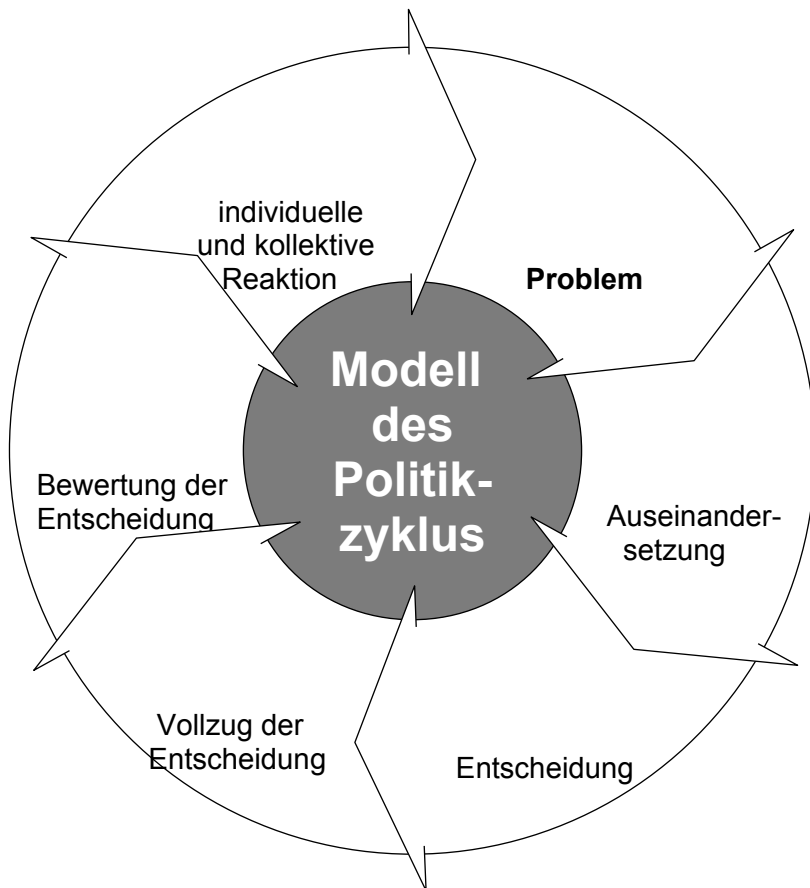 individuelle
und kollektive
Reaktion
Problem
Modell
des
Politik-
zyklus
Bewertung der
Entscheidung
Auseinander-
setzung
Vollzug der
Entscheidung
Entscheidung